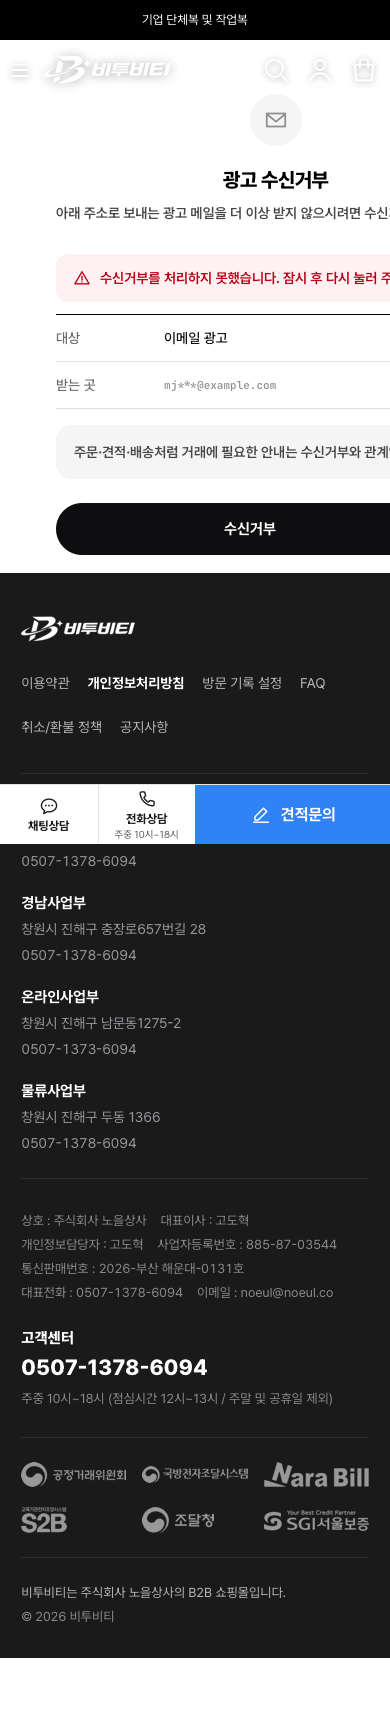 기업 단체복 및 작업복
비투비티
광고 수신거부
아래 주소로 보내는 광고 메일을 더 이상 받지 않으시려면 수신
수신거부를 처리하지 못했습니다. 잠시 후 다시 눌러 주
대상 이메일 광고
받는 곳 mj***@example.com
주문·견적·배송처럼 거래에 필요한 안내는 수신거부와 관계
수신거부
비투비티
이용약관 개인정보처리방침 방문 기록 설정 FAQ
취소/환불 정책 공지사항
채팅상담
전화상담
주중 10시~18시
견적문의
0507-1378-6094
경남사업부
창원시 진해구 충장로657번길 28
0507-1378-6094
온라인사업부
창원시 진해구 남문동1275-2
0507-1373-6094
물류사업부
창원시 진해구 두동 1366
0507-1378-6094
상호 : 주식회사 노을상사 대표이사 : 고도혁
개인정보담당자 : 고도혁 사업자등록번호 : 885-87-03544
통신판매번호 : 2026-부산 해운대-0131호
대표전화 : 0507-1378-6094 이메일 : noeul@noeul.co
고객센터
0507-1378-6094
주중 10시~18시 (점심시간 12시~13시 / 주말 및 공휴일 제외)
공정거래위원회 국방전자조달시스템 Nara Bill
교육기관전자조달시스템
S2B 조달청
Your Best Credit Partner
SGI서울보증
비투비티는 주식회사 노을상사의 B2B 쇼핑몰입니다.
© 2026 비투비티